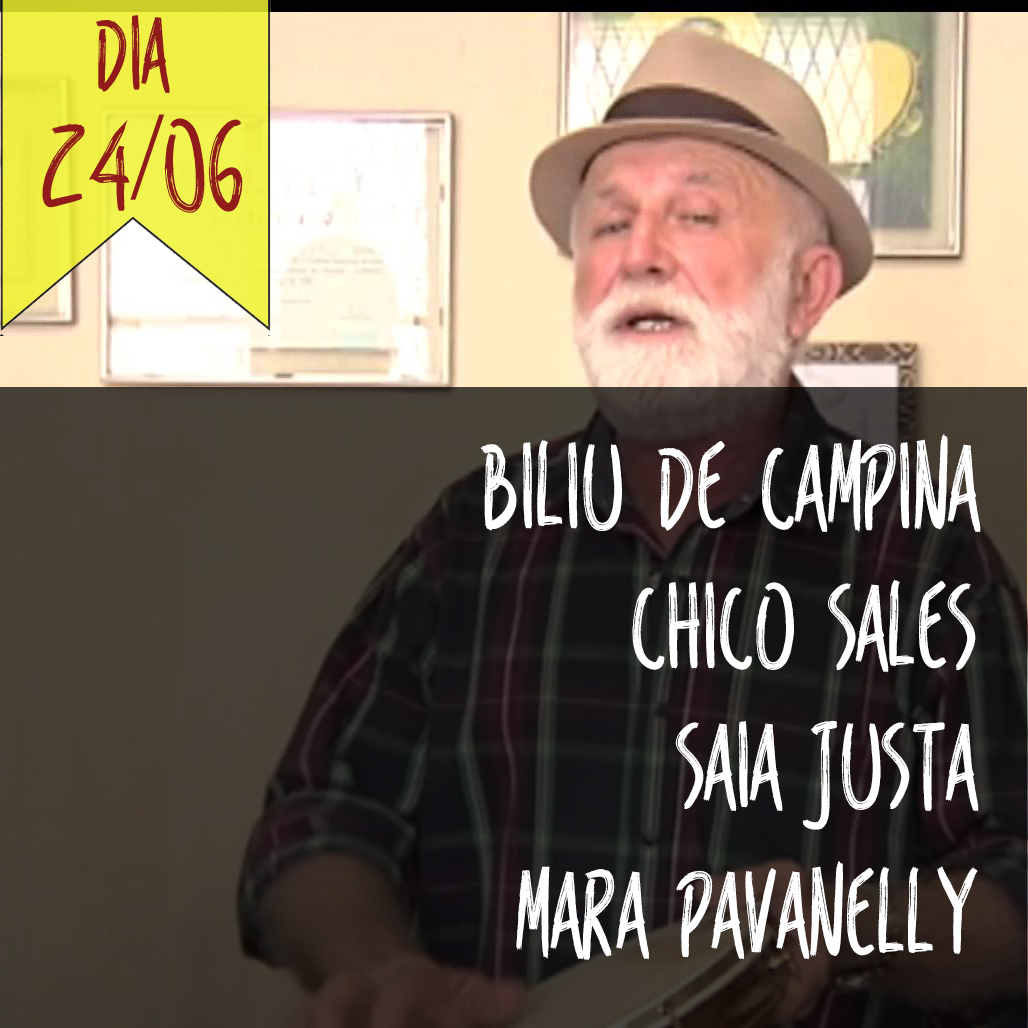 DIA
24/06
BILIU DE CAMPINA
CHICO SALES
SAIA JUSTA
MARA PAVANELLY